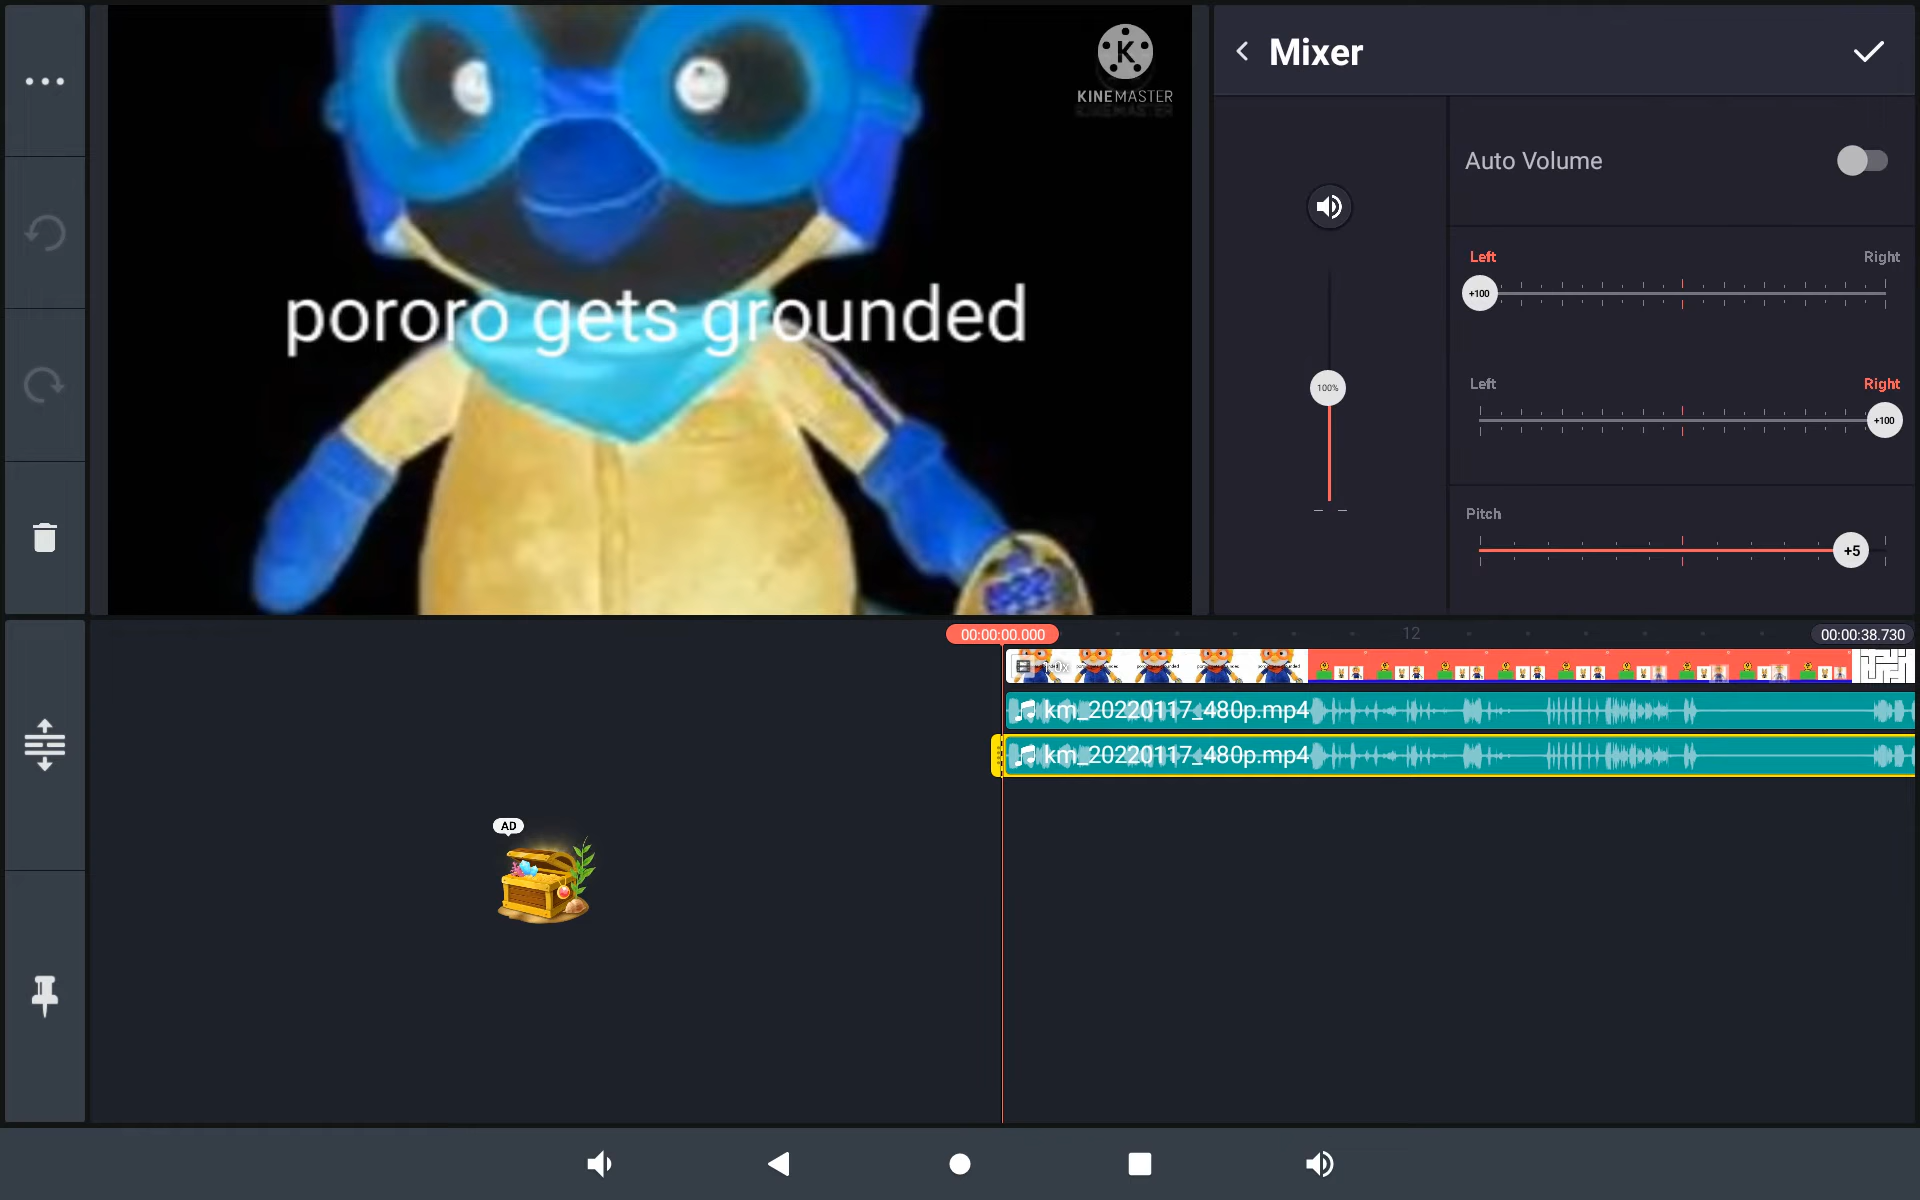 Mixer
KINEMASTER
Auto Volume
Left
Right
+100
pororo gets grounded
100%
Left
Right
+100
Pitch
+5
00:00:00.000
12
00:00:38.730
km_20220117_480p.mp4
km_20220117_480p.mp4
AD